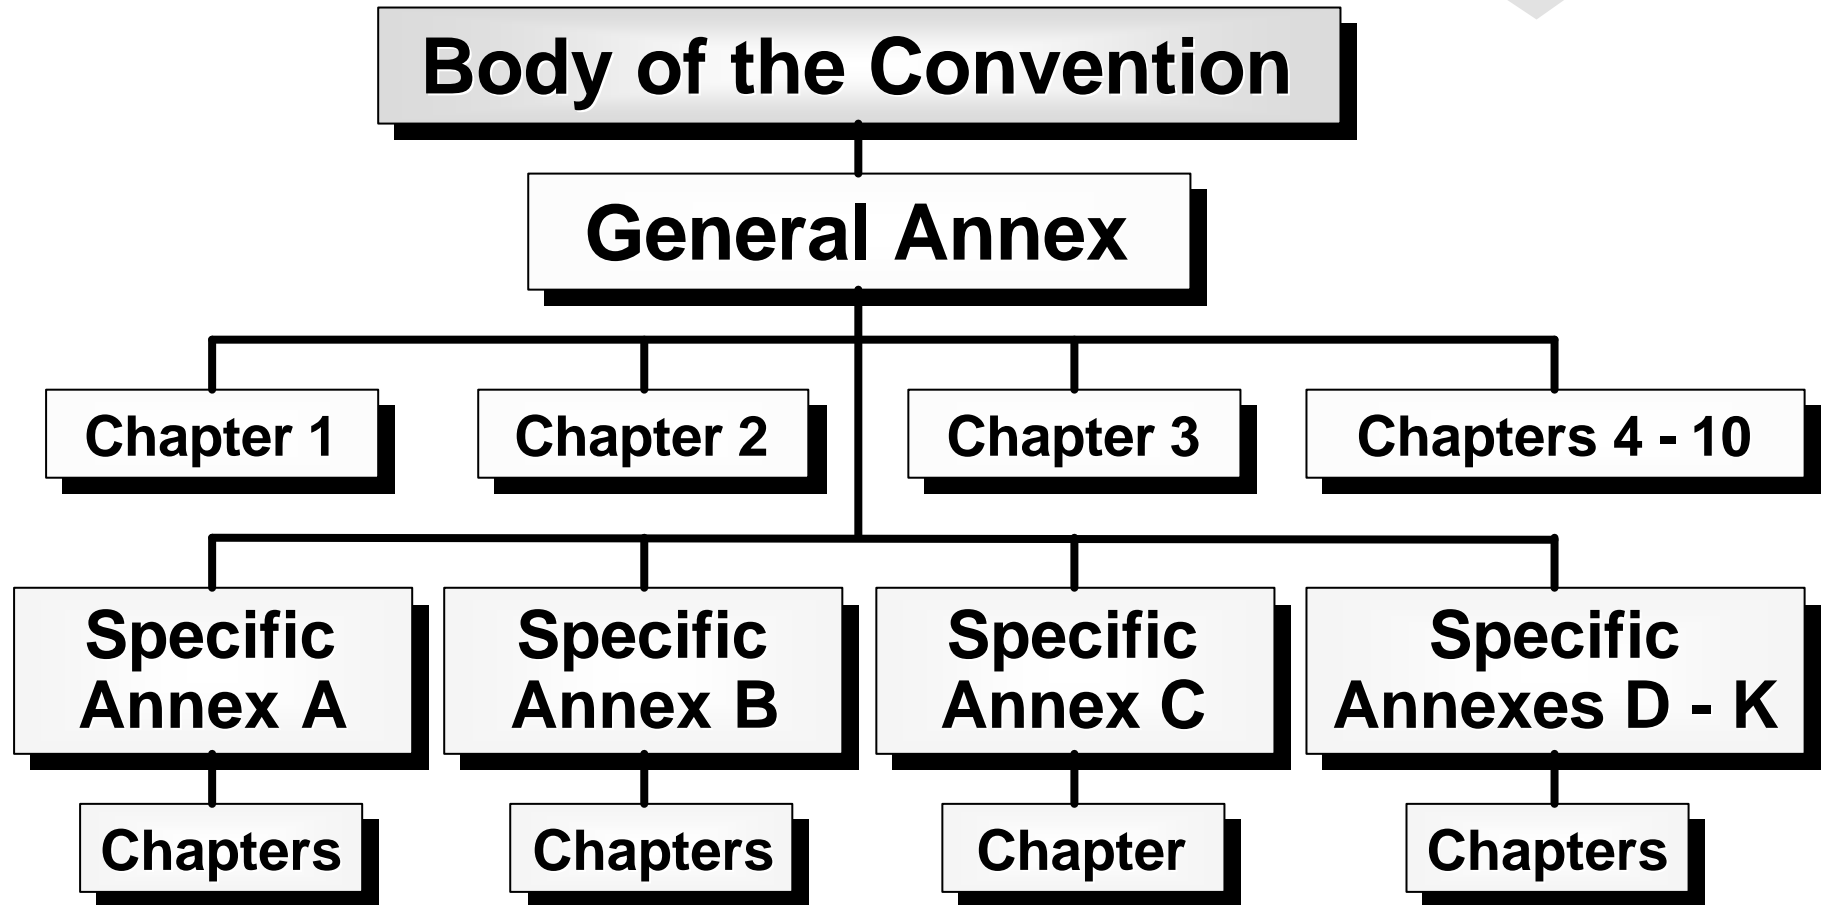 Body of the Convention
General Annex
Chapter 1
Chapter 2
Chapter 3
Chapters 4 - 10
Specific
Annex A
Specific
Annex B
Specific
Annex C
Specific
Annexes D - K
Chapters
Chapters
Chapter
Chapters